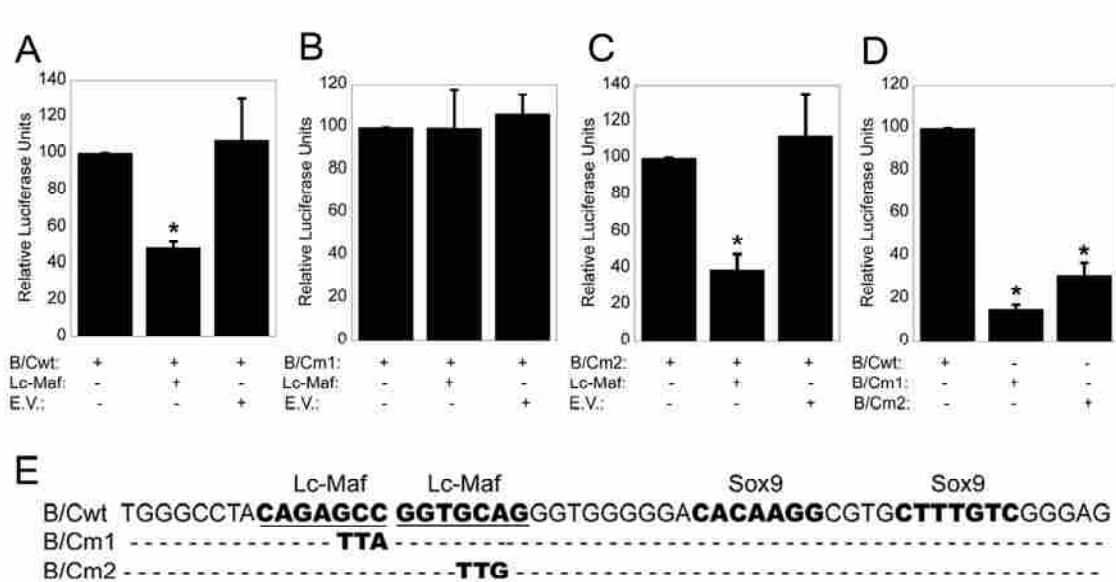 A
B
C
D
Relative Luciferase Units
140
120
100
80
60
40
20
0
*
B/Cwt: + + +
Lc-Maf: - + -
E.V.: - - +
Relative Luciferase Units
120
100
80
60
40
20
0
B/Cm1: + + +
Lc-Maf: - + -
E.V.: - - +
Relative Luciferase Units
140
120
100
80
60
40
20
0
*
B/Cm2: + + +
Lc-Maf: - + -
E.V.: - - +
Relative Luciferase Units
120
100
80
60
40
20
0
*
*
B/Cwt: + - -
B/Cm1: - + -
B/Cm2: - - +
E
Lc-Maf Lc-Maf Sox9 Sox9
B/Cwt TGGGCCTACAGAGCC GGTGCAGGGTGGGGGACACAAGGCGTGCTTTGTCGGGAG
B/Cm1 TTA
B/Cm2 TTG